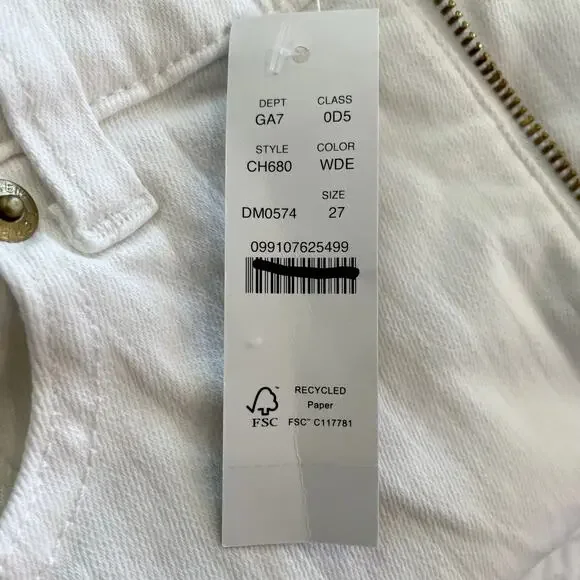 DEPT CLASS
GA7 0D5
STYLE COLOR
CH680 WDE
SIZE
DM0574 27
099107625499
RECYCLED
Paper
FSC
FSC™ C117781